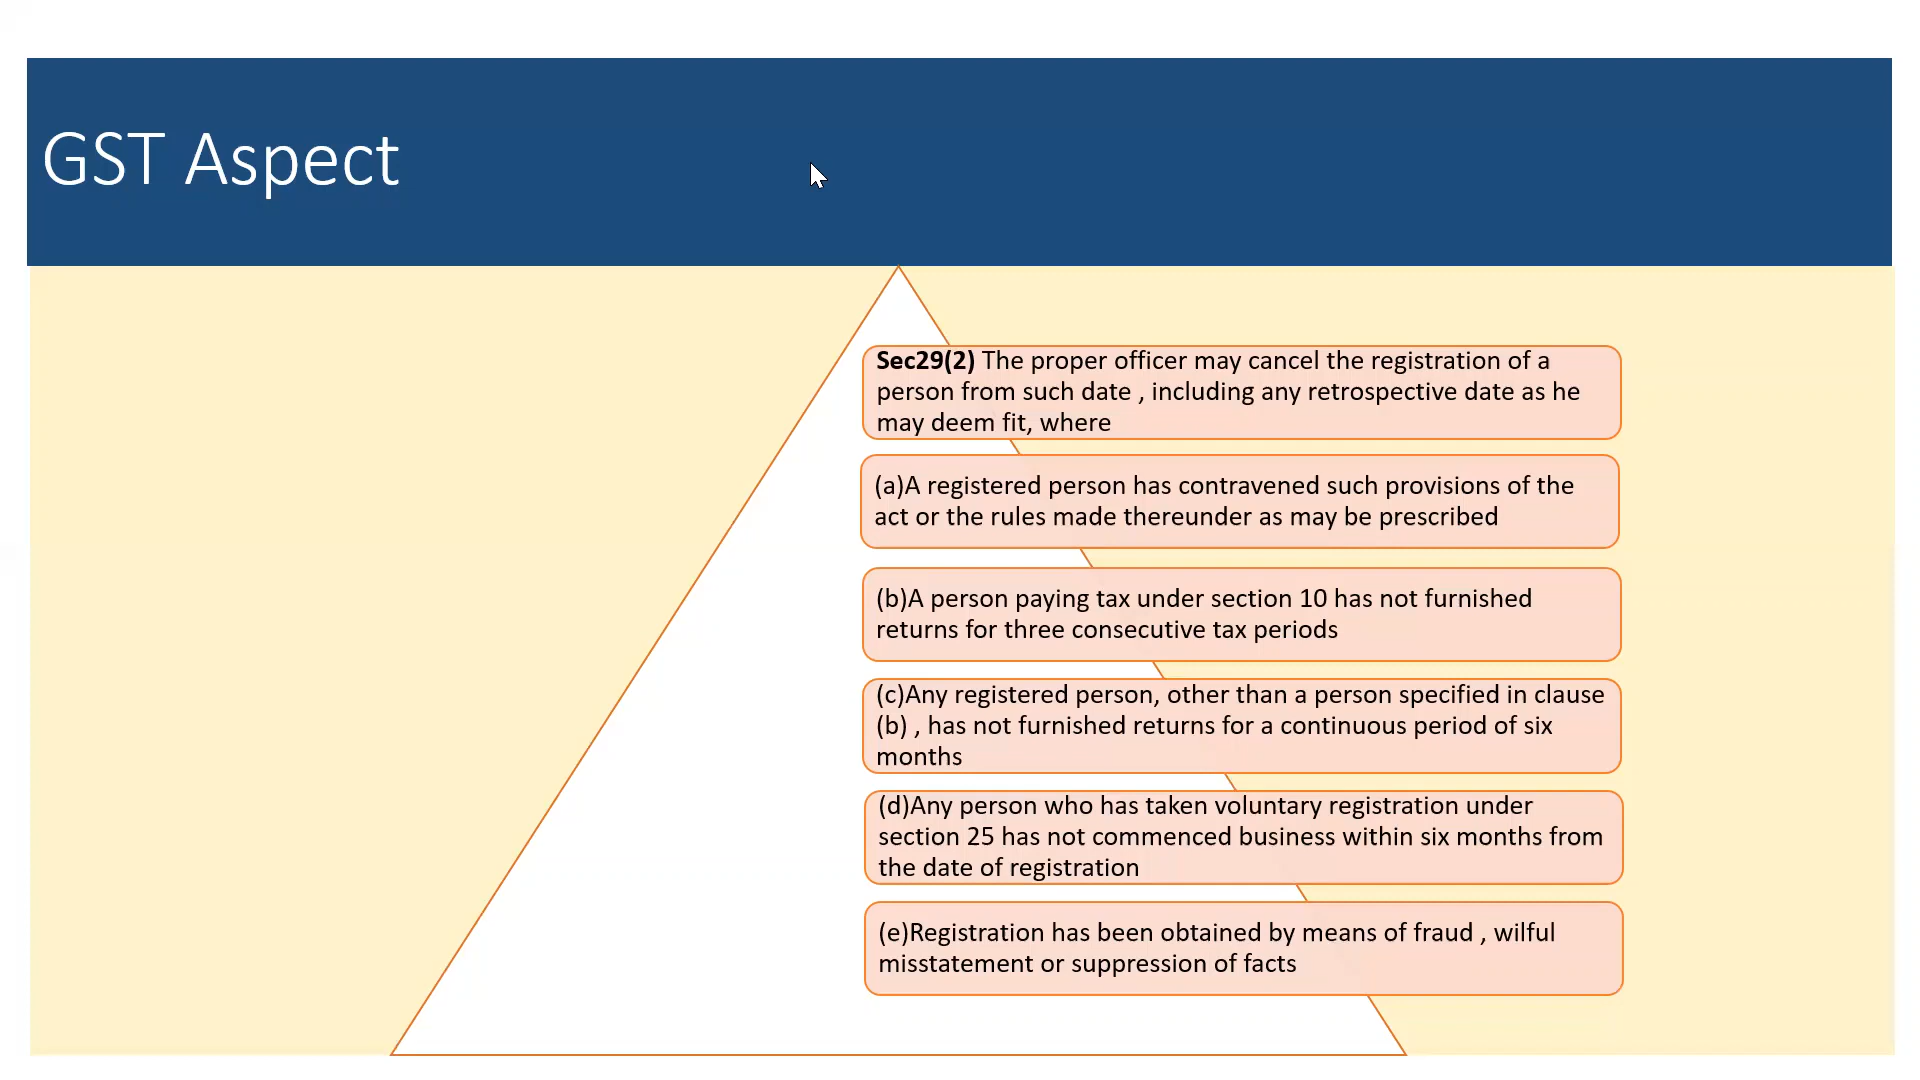 GST Aspect
Sec29(2) The proper officer may cancel the registration of a
person from such date , including any retrospective date as he
may deem fit, where
(a)A registered person has contravened such provisions of the
act or the rules made thereunder as may be prescribed
(b)A person paying tax under section 10 has not furnished
returns for three consecutive tax periods
(c)Any registered person, other than a person specified in clause
(b) , has not furnished returns for a continuous period of six
months
(d)Any person who has taken voluntary registration under
section 25 has not commenced business within six months from
the date of registration
(e)Registration has been obtained by means of fraud , wilful
misstatement or suppression of facts